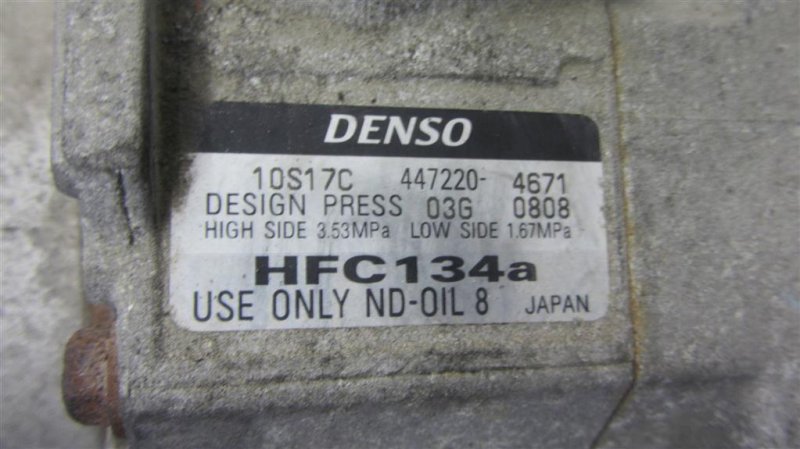 DENSO
10S17C 447220- 4671
DESIGN PRESS 03G 0808
HIGH SIDE 3.53MPa LOW SIDE 1.67MPa
HFC134a
USE ONLY ND-OIL 8 JAPAN